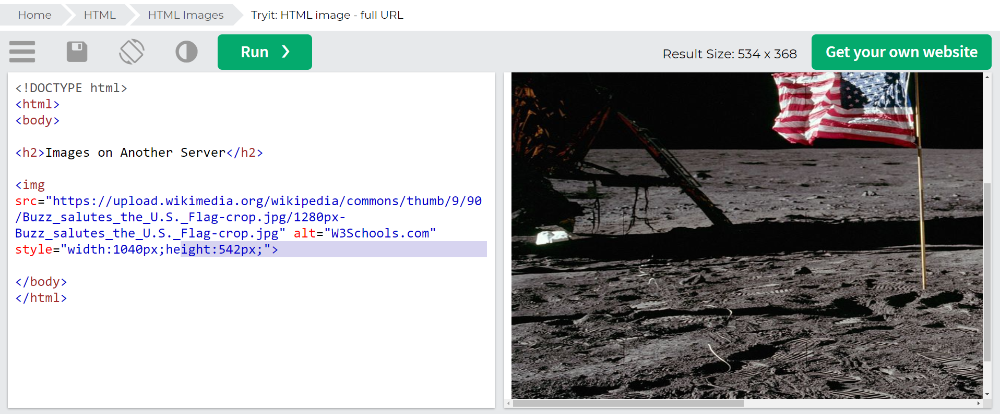 Home HTML HTML Images Tryit: HTML image - full URL
Run ❯ Result Size: 534 x 368 Get your own website
<!DOCTYPE html>
<html>
<body>
<h2>Images on Another Server</h2>
<img
src="https://upload.wikimedia.org/wikipedia/commons/thumb/9/90
/Buzz_salutes_the_U.S._Flag-crop.jpg/1280px-
Buzz_salutes_the_U.S._Flag-crop.jpg" alt="W3Schools.com"
style="width:1040px;height:542px;">
</body>
</html>